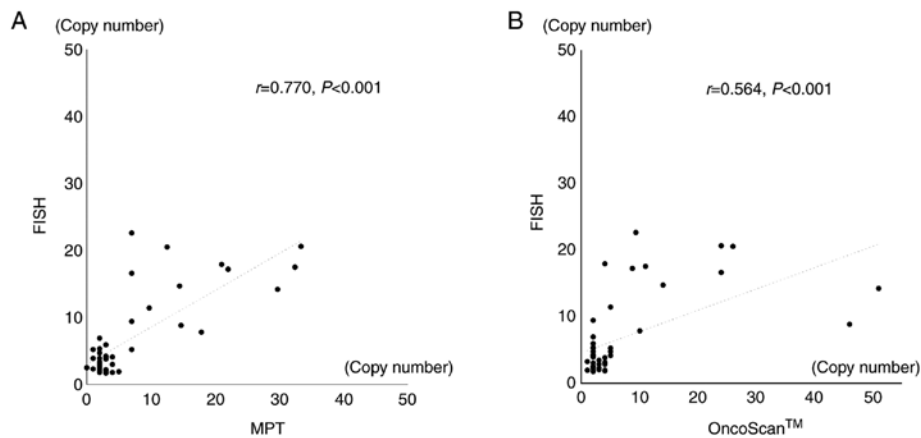 A
(Copy number)
50
40
30
20
10
0
FISH
r=0.770, P<0.001
(Copy number)
0 10 20 30 40 50
MPT
B
(Copy number)
50
40
30
20
10
0
FISH
r=0.564, P<0.001
(Copy number)
0 10 20 30 40 50
OncoScan™